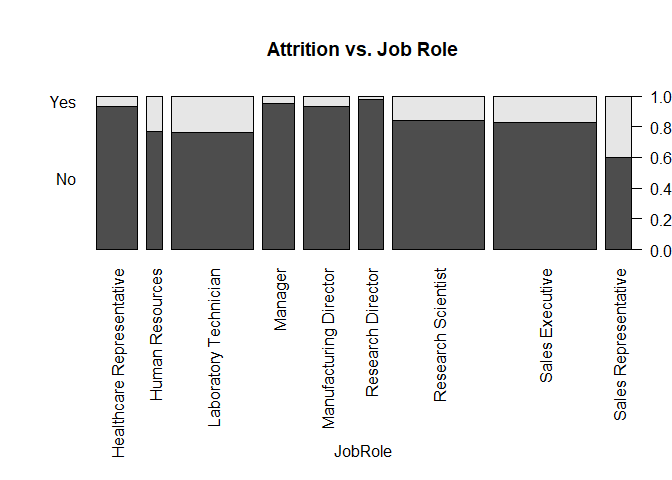 Attrition vs. Job Role
Yes
No
1.0
0.8
0.6
0.4
0.2
0.0
Healthcare Representative
Human Resources
Laboratory Technician
Manager
Manufacturing Director
Research Director
Research Scientist
Sales Executive
Sales Representative
JobRole